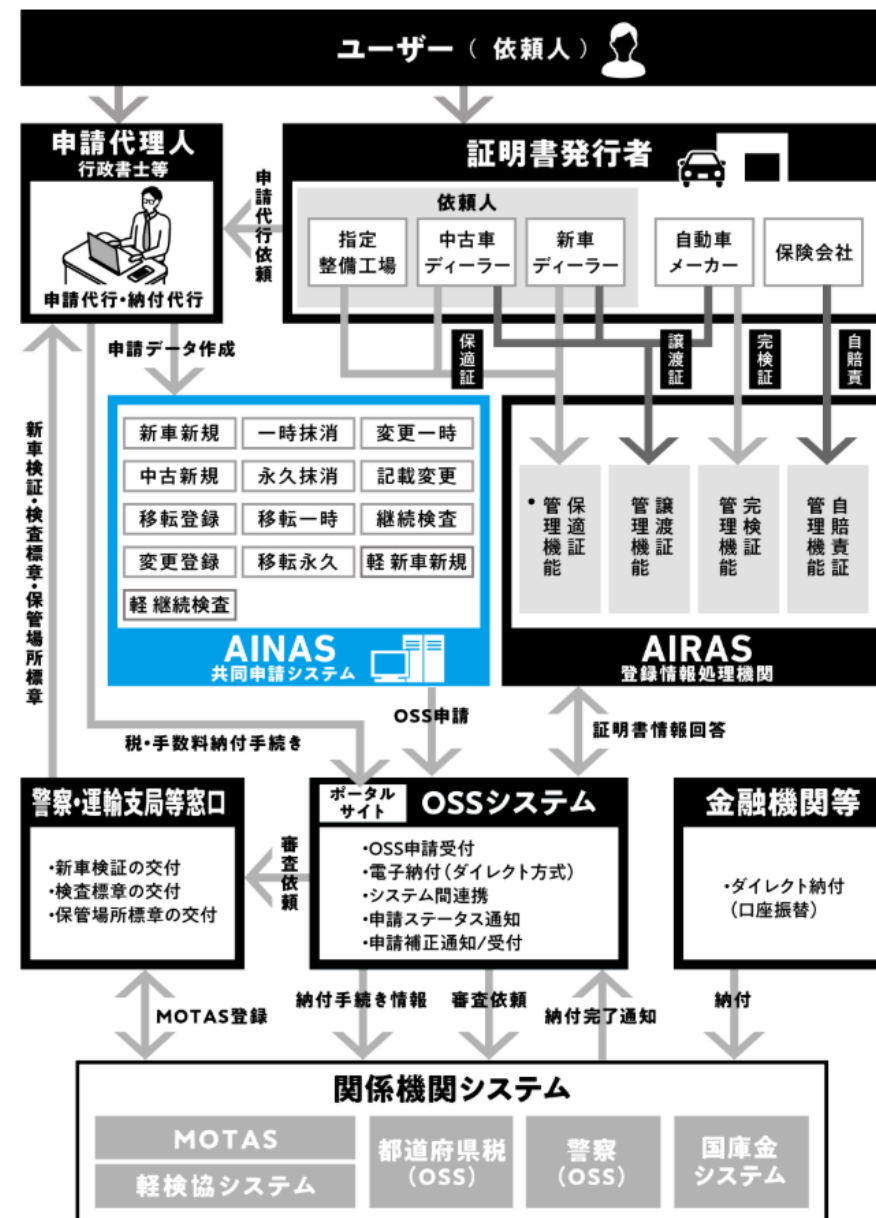 ユーザー（ 依頼人 ）
申請代理人
行政書士等
申請代行・納付代行
申請代行依頼
証明書発行者
依頼人
指定
整備工場
中古車
ディーラー
新車
ディーラー
自動車
メーカー
保険会社
保適証
譲渡証
完検証
自賠責
申請データ作成
新車新規
一時抹消
変更一時
中古新規
永久抹消
記載変更
移転登録
移転一時
継続検査
変更登録
移転永久
軽 新車新規
軽 継続検査
AINAS
共同申請システム
・保適証
管理機能
譲渡証
管理機能
完検証
管理機能
自賠責証
管理機能
AIRAS
登録情報処理機関
新車検証・検査標章・保管場所標章
OSS申請
税・手数料納付手続き
証明書情報回答
警察・運輸支局等窓口
・新車検証の交付
・検査標章の交付
・保管場所標章の交付
審査依頼
ポータル
サイト
OSSシステム
・OSS申請受付
・電子納付（ダイレクト方式）
・システム間連携
・申請ステータス通知
・申請補正通知/受付
金融機関等
・ダイレクト納付
（口座振替）
MOTAS登録
納付手続き情報
審査依頼
納付完了通知
納付
関係機関システム
MOTAS
軽検協システム
都道府県税
（OSS）
警察
（OSS）
国庫金
システム